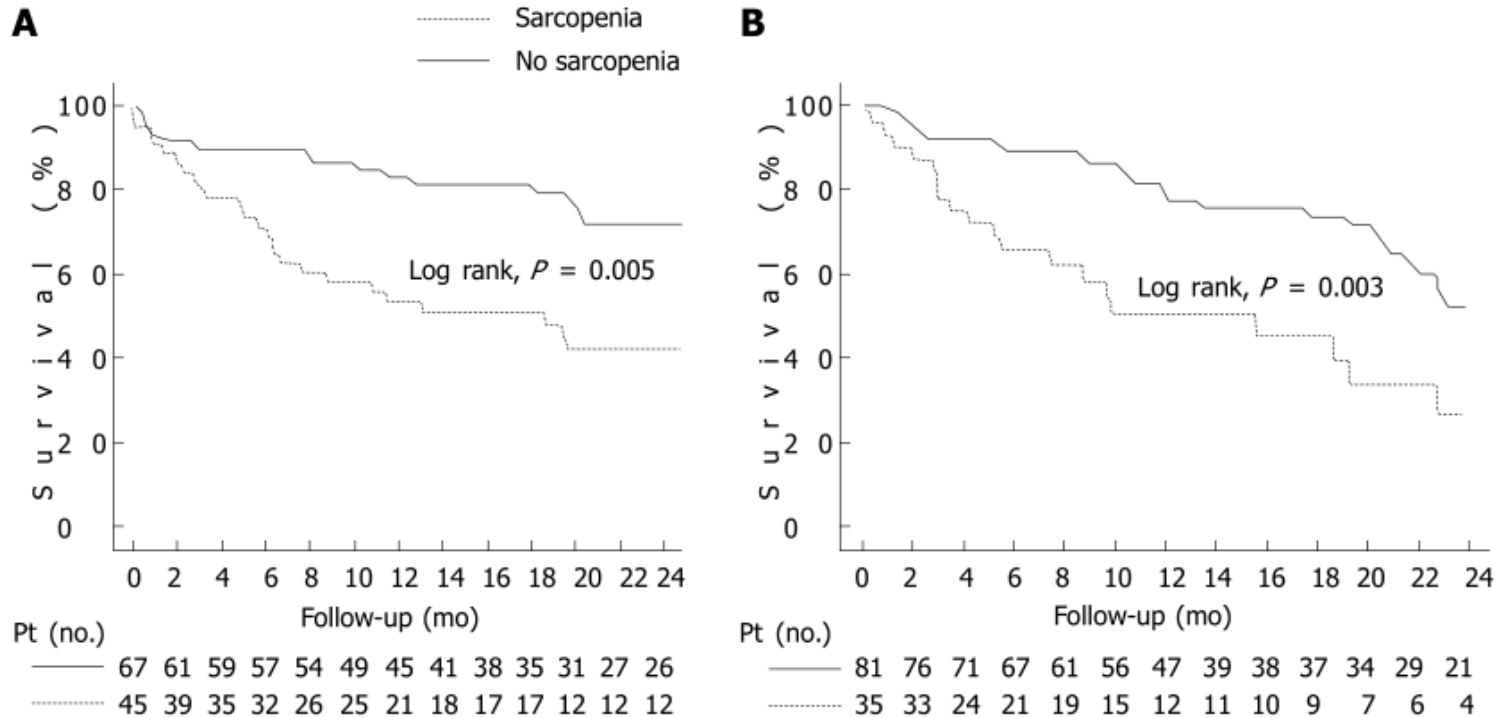 A
Sarcopenia
No sarcopenia
Survival (%)
100
80
60
40
20
0
Log rank, P = 0.005
0 2 4 6 8 10 12 14 16 18 20 22 24
Follow-up (mo)
Pt (no.)
67 61 59 57 54 49 45 41 38 35 31 27 26
45 39 35 32 26 25 21 18 17 17 12 12 12
B
Survival (%)
100
80
60
40
20
0
Log rank, P = 0.003
0 2 4 6 8 10 12 14 16 18 20 22 24
Follow-up (mo)
Pt (no.)
81 76 71 67 61 56 47 39 38 37 34 29 21
35 33 24 21 19 15 12 11 10 9 7 6 4